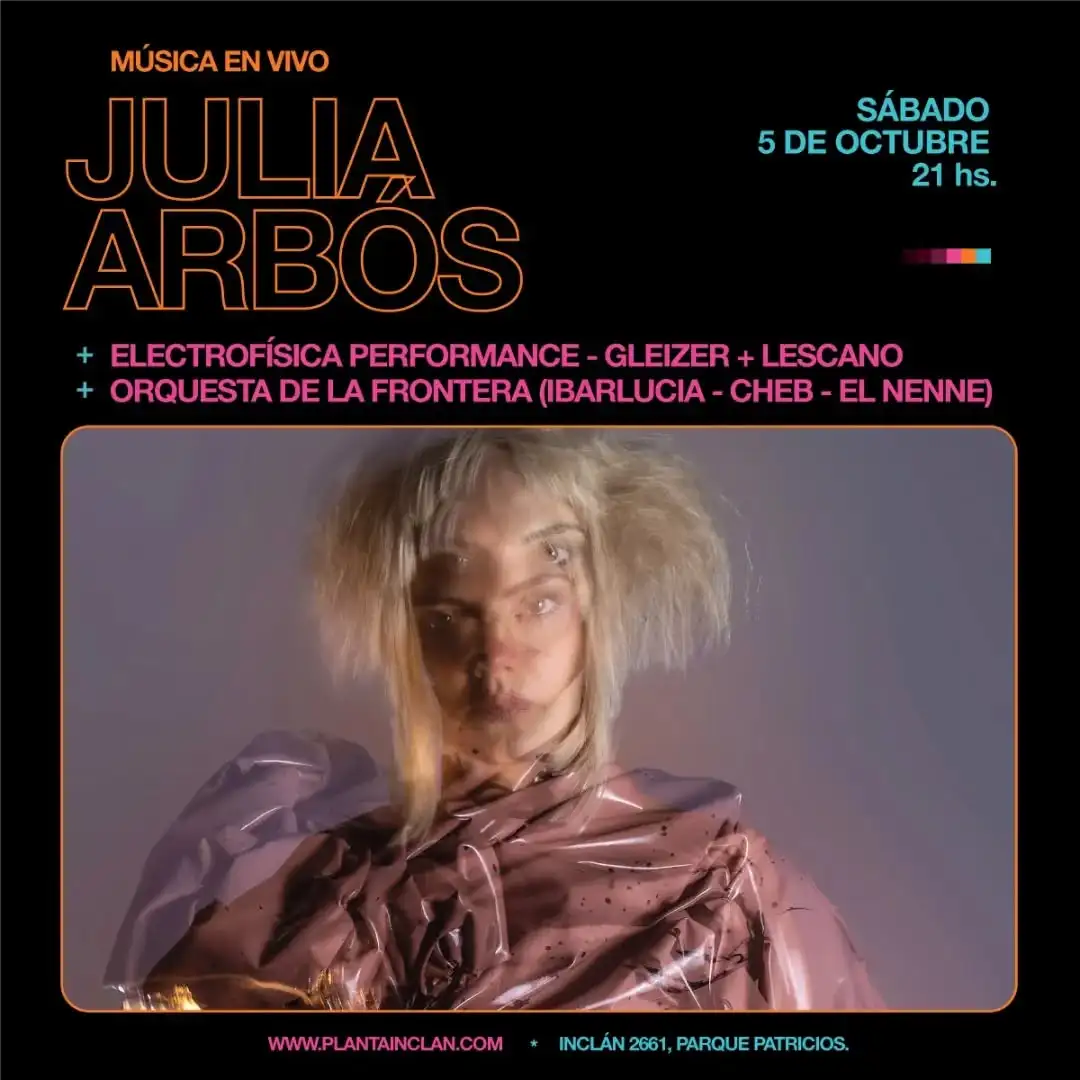 MÚSICA EN VIVO
JULIA
ARBÓS
SÁBADO
5 DE OCTUBRE
21 hs.
+ ELECTROFÍSICA PERFORMANCE - GLEIZER + LESCANO
+ ORQUESTA DE LA FRONTERA (IBARLUCIA - CHEB - EL NENNE)
WWW.PLANTAINCLAN.COM * INCLÁN 2661, PARQUE PATRICIOS.